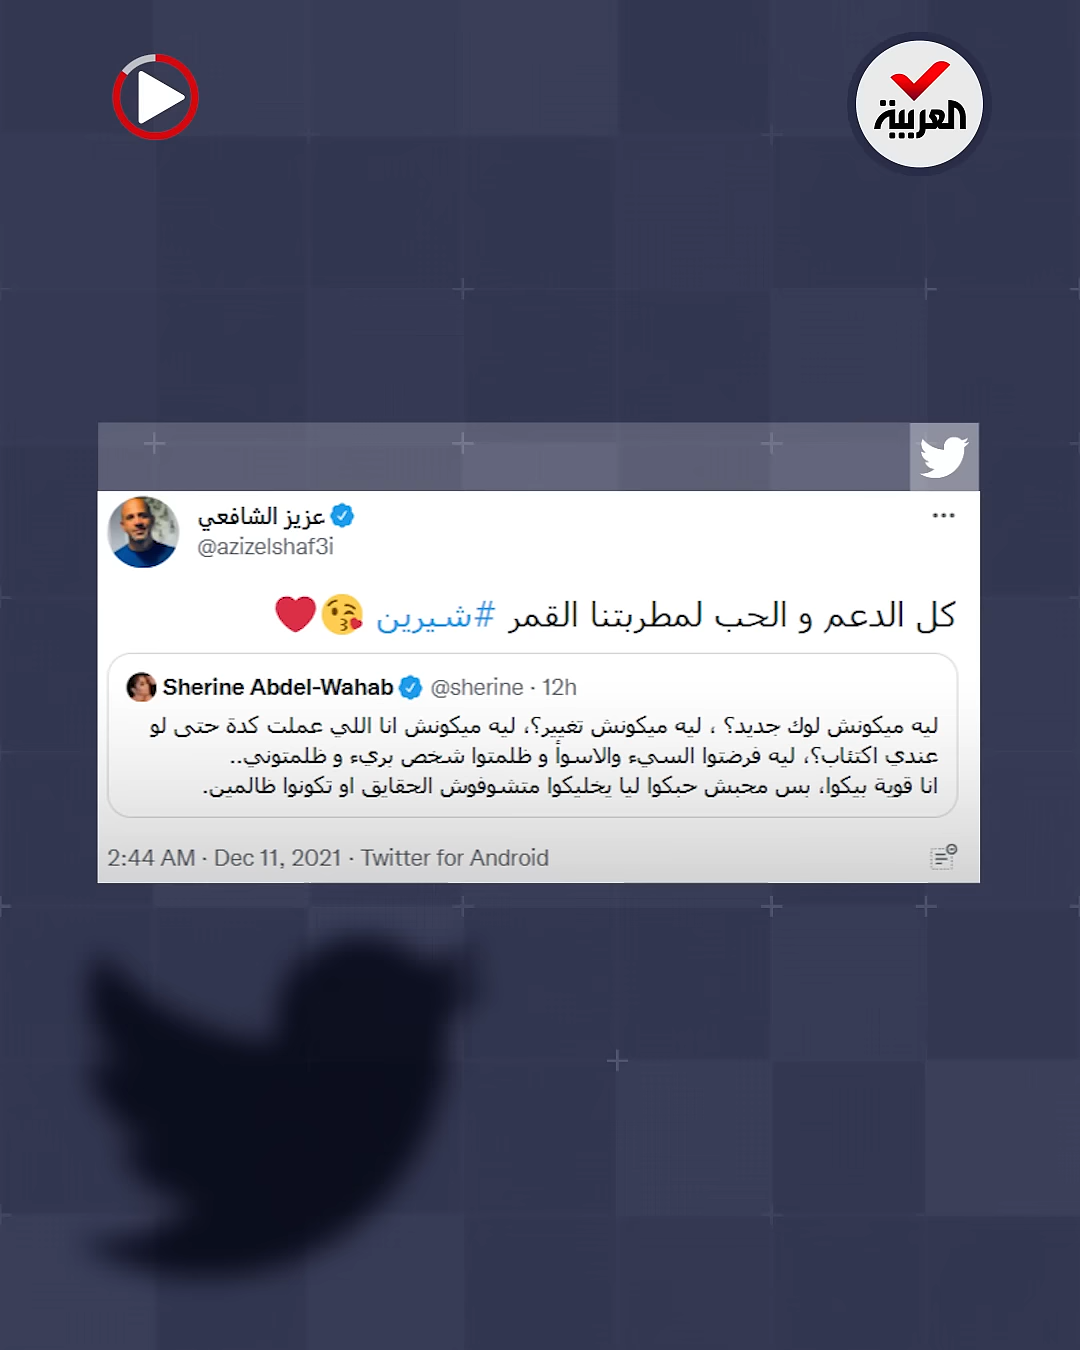 العربية
عزيز الشافعي
@azizelshaf3i
كل الدعم و الحب لمطربتنا القمر #شيرين 😘❤️
Sherine Abdel-Wahab @sherine · 12h
ليه ميكونش لوك جديد؟ ، ليه ميكونش تغيير؟، ليه ميكونش انا اللي عملت كدة حتى لو
عندي اكتئاب؟، ليه فرضتوا السيء والاسوأ و ظلمتوا شخص بريء و ظلمتوني..
انا قوية بيكوا، بس محبش حبكوا ليا يخليكوا متشوفوش الحقايق او تكونوا ظالمين.
2:44 AM · Dec 11, 2021 · Twitter for Android